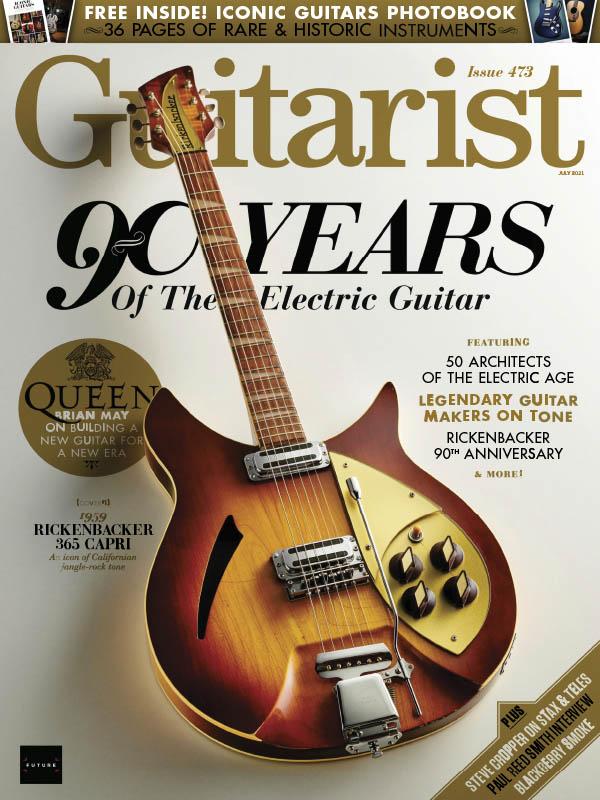 FREE INSIDE! ICONIC GUITARS PHOTOBOOK
36 PAGES OF RARE & HISTORIC INSTRUMENTS
Guitarist
Issue 473
JULY 2021
Rickenbacker
90 YEARS
Of The Electric Guitar
FEATURING
50 ARCHITECTS
OF THE ELECTRIC AGE
LEGENDARY GUITAR
MAKERS ON TONE
RICKENBACKER
90TH ANNIVERSARY
& MORE!
QUEEN
BRIAN MAY
ON BUILDING A
NEW GUITAR FOR
A NEW ERA
1959
RICKENBACKER
365 CAPRI
An icon of Californian
jangle-rock tone
PLUS
STEVE CROPPER ON STAX & TELES
PAUL REED SMITH INTERVIEW
BLACKBERRY SMOKE
FUTURE